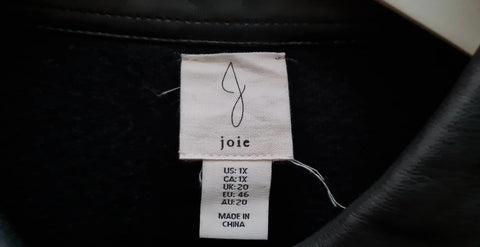 J
joie
US: 1X
CA: 1X
UK: 20
EU: 46
AU: 20
MADE IN
CHINA